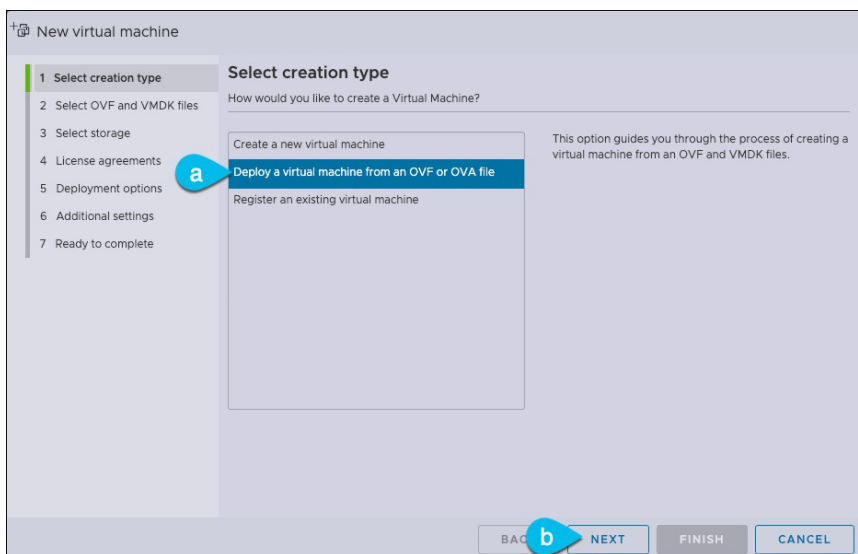 New virtual machine
1 Select creation type
2 Select OVF and VMDK files
3 Select storage
4 License agreements
5 Deployment options
6 Additional settings
7 Ready to complete
Select creation type
How would you like to create a Virtual Machine?
Create a new virtual machine
a
Deploy a virtual machine from an OVF or OVA file
Register an existing virtual machine
This option guides you through the process of creating a
virtual machine from an OVF and VMDK files.
b
NEXT
FINISH
CANCEL